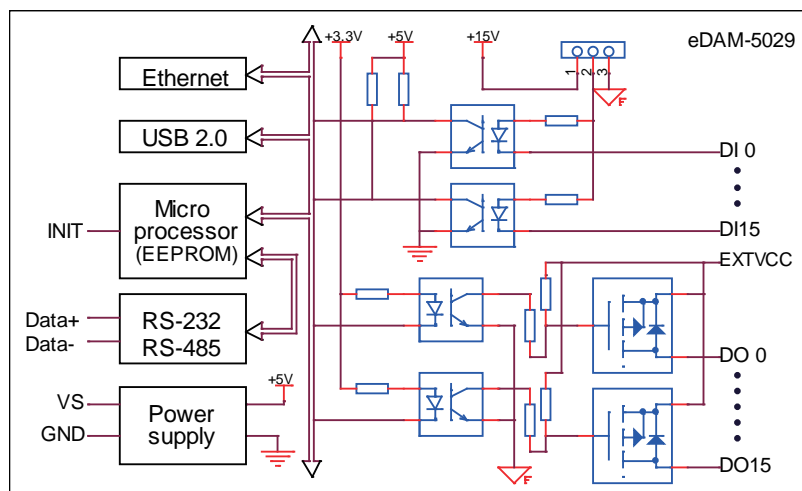 eDAM-5029
+3.3V
+5V
+15V
1 2 3
F
Ethernet
USB 2.0
DI 0
Micro
processor
(EEPROM)
INIT
DI15
EXTVCC
Data+
Data-
RS-232
RS-485
DO 0
+5V
VS
GND
Power
supply
F
DO15